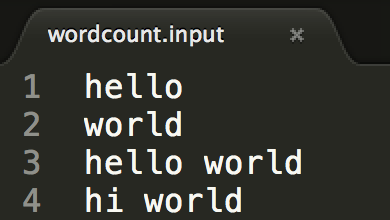 wordcount.input ×
1 hello
2 world
3 hello world
4 hi world